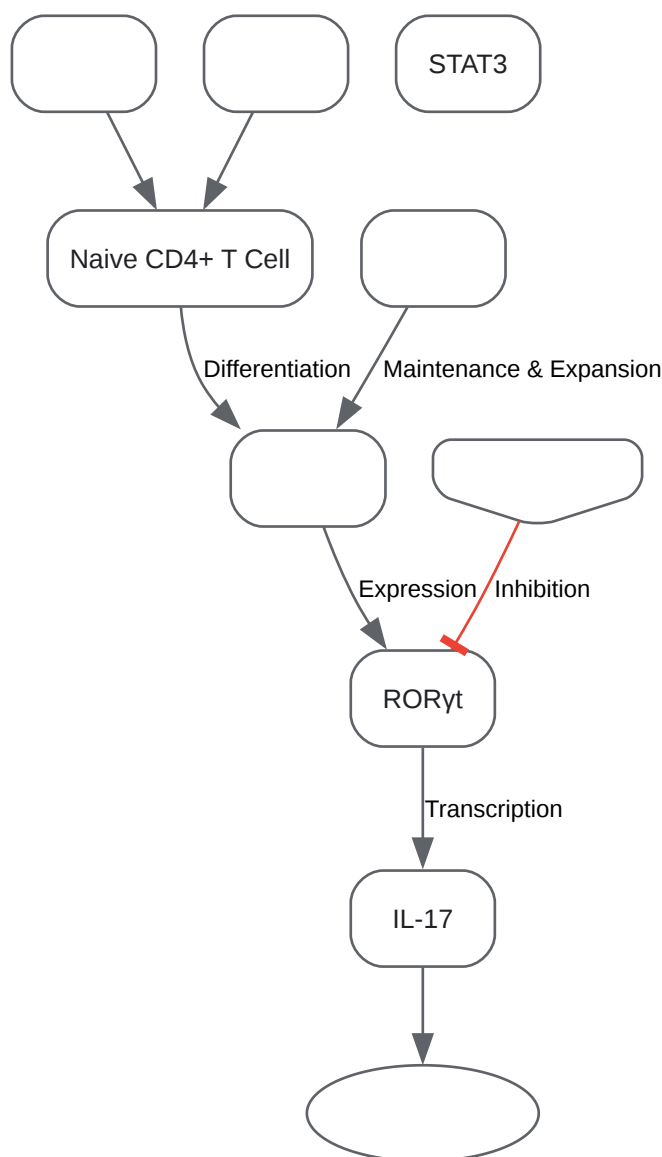 STAT3
Naive CD4+ T Cell
Differentiation
Maintenance & Expansion
Expression
Inhibition
RORγt
Transcription
IL-17